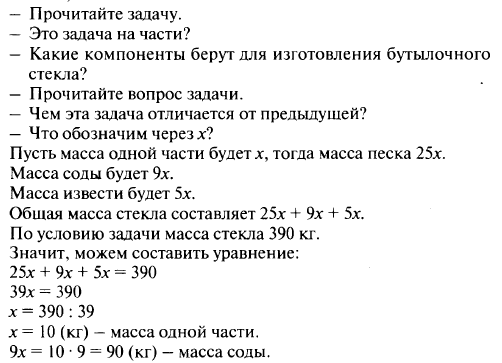 – Прочитайте задачу.
– Это задача на части?
– Какие компоненты берут для изготовления бутылочного
стекла?
– Прочитайте вопрос задачи.
– Чем эта задача отличается от предыдущей?
– Что обозначим через x?
Пусть масса одной части будет x, тогда масса песка 25x.
Масса соды будет 9x.
Масса извести будет 5x.
Общая масса стекла составляет 25x + 9x + 5x.
По условию задачи масса стекла 390 кг.
Значит, можем составить уравнение:
25x + 9x + 5x = 390
39x = 390
x = 390 : 39
x = 10 (кг) – масса одной части.
9x = 10 · 9 = 90 (кг) – масса соды.